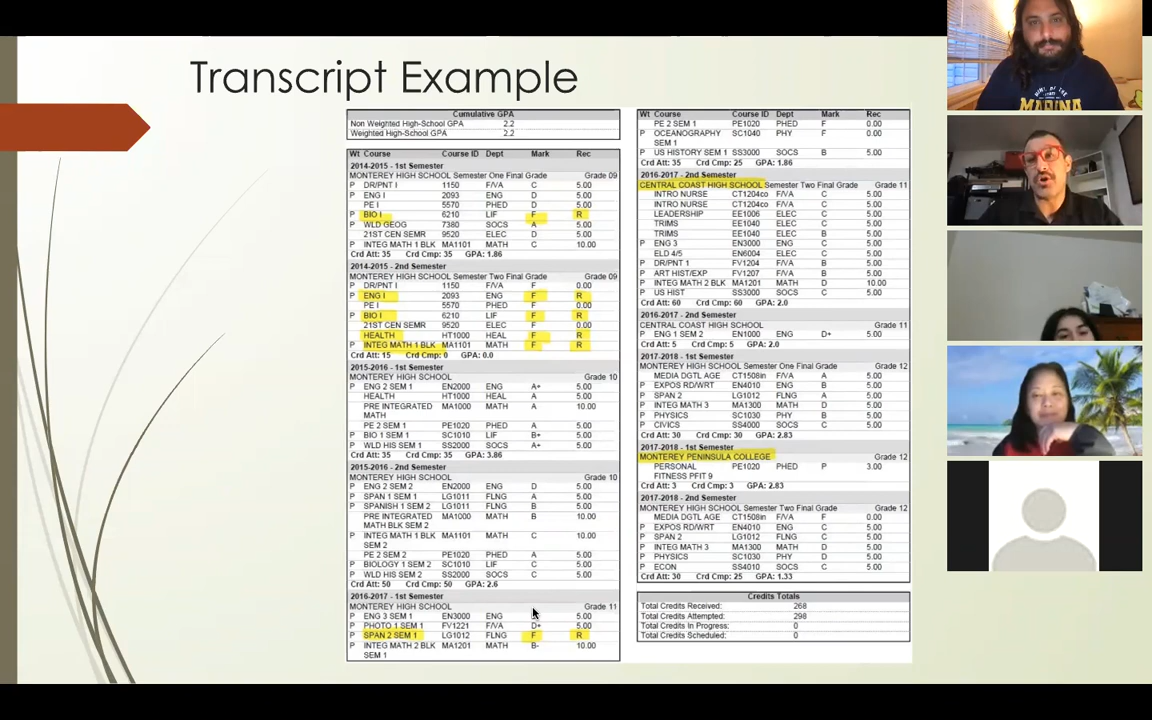 Transcript Example
Cumulative GPA
Non Weighted High-School GPA 2.2
Weighted High-School GPA 2.2
Wt Course Course ID Dept Mark Rec
2014-2015 - 1st Semester
MONTEREY HIGH SCHOOL Semester One Final Grade Grade 09
P DR/PNT I 1150 F/VA C 5.00
P ENG I 2093 ENG D 5.00
PE I 5570 PHED D 5.00
P BIO I 6210 LIF F R
P WLD GEOG 7380 SOCS A 5.00
21ST CEN SEMR 9520 ELEC D 5.00
P INTEG MATH 1 BLK MA1101 MATH C 10.00
Crd Att: 35 Crd Cmp: 35 GPA: 1.86
2014-2015 - 2nd Semester
MONTEREY HIGH SCHOOL Semester Two Final Grade Grade 09
P DR/PNT I 1150 F/VA F 0.00
P ENG I 2093 ENG F R
PE I 5570 PHED F 0.00
P BIO I 6210 LIF F R
21ST CEN SEMR 9520 ELEC F 0.00
HEALTH HT1000 HEAL F R
P INTEG MATH 1 BLK MA1101 MATH F R
Crd Att: 15 Crd Cmp: 0 GPA: 0.0
2015-2016 - 1st Semester
MONTEREY HIGH SCHOOL Grade 10
P ENG 2 SEM 1 EN2000 ENG A+ 5.00
HEALTH HT1000 HEAL A 5.00
PRE INTEGRATED MA1000 MATH A 10.00
MATH
PE 2 SEM 1 PE1020 PHED A 5.00
P BIO 1 SEM 1 SC1010 LIF B+ 5.00
P WLD HIS SEM 1 SS2000 SOCS A+ 5.00
Crd Att: 35 Crd Cmp: 35 GPA: 3.86
2015-2016 - 2nd Semester
MONTEREY HIGH SCHOOL Grade 10
P ENG 2 SEM 2 EN2000 ENG D 5.00
P SPAN 1 SEM 1 LG1011 FLNG A 5.00
P SPANISH 1 SEM 2 LG1011 FLNG B 5.00
PRE INTEGRATED MA1000 MATH B 10.00
MATH BLK SEM 2
P INTEG MATH 1 BLK MA1101 MATH C 10.00
SEM 2
PE 2 SEM 2 PE1020 PHED A 5.00
P BIOLOGY 1 SEM 2 SC1010 LIF C 5.00
P WLD HIS SEM 2 SS2000 SOCS C 5.00
Crd Att: 50 Crd Cmp: 50 GPA: 2.6
2016-2017 - 1st Semester
MONTEREY HIGH SCHOOL Grade 11
P ENG 3 SEM 1 EN3000 ENG 5.00
P PHOTO 1 SEM 1 FV1221 F/VA D+ 5.00
P SPAN 2 SEM 1 LG1012 FLNG F R
P INTEG MATH 2 BLK MA1201 MATH B- 10.00
SEM 1
Wt Course Course ID Dept Mark Rec
PE 2 SEM 1 PE1020 PHED F 0.00
P OCEANOGRAPHY SC1040 PHY F 0.00
SEM 1
P US HISTORY SEM 1 SS3000 SOCS B 5.00
Crd Att: 35 Crd Cmp: 25 GPA: 1.86
2016-2017 - 2nd Semester
CENTRAL COAST HIGH SCHOOL Semester Two Final Grade Grade 11
INTRO NURSE CT1204co F/VA C 5.00
INTRO NURSE CT1204co F/VA C 5.00
LEADERSHIP EE1006 ELEC C 5.00
TRIMS EE1040 ELEC C 5.00
TRIMS EE1040 ELEC B 5.00
P ENG 3 EN3000 ENG C 5.00
ELD 4/5 EN6004 ELEC C 5.00
P DR/PNT 1 FV1204 F/VA B 5.00
P ART HIST/EXP FV1207 F/VA B 5.00
P INTEG MATH 2 BLK MA1201 MATH D 10.00
P US HIST SS3000 SOCS C 5.00
Crd Att: 60 Crd Cmp: 60 GPA: 2.0
2016-2017 - 2nd Semester
CENTRAL COAST HIGH SCHOOL Grade 11
P ENG 1 SEM 2 EN1000 ENG D+ 5.00
Crd Att: 5 Crd Cmp: 5 GPA: 2.0
2017-2018 - 1st Semester
MONTEREY HIGH SCHOOL Semester One Final Grade Grade 12
MEDIA DGTL AGE CT1508in F/VA A 5.00
P EXPOS RD/WRT EN4010 ENG B 5.00
P SPAN 2 LG1012 FLNG A 5.00
P INTEG MATH 3 MA1300 MATH D 5.00
P PHYSICS SC1030 PHY B 5.00
P CIVICS SS4000 SOCS C 5.00
Crd Att: 30 Crd Cmp: 30 GPA: 2.83
2017-2018 - 1st Semester
MONTEREY PENINSULA COLLEGE Grade 12
PERSONAL PE1020 PHED P 3.00
FITNESS PFIT 9
Crd Att: 3 Crd Cmp: 3 GPA: 2.83
2017-2018 - 2nd Semester
MONTEREY HIGH SCHOOL Semester Two Final Grade Grade 12
MEDIA DGTL AGE CT1508in F/VA F 0.00
P EXPOS RD/WRT EN4010 ENG C 5.00
P SPAN 2 LG1012 FLNG C 5.00
P INTEG MATH 3 MA1300 MATH D 5.00
P PHYSICS SC1030 PHY D 5.00
P ECON SS4010 SOCS C 5.00
Crd Att: 30 Crd Cmp: 25 GPA: 1.33
Credits Totals
Total Credits Received: 268
Total Credits Attempted: 298
Total Credits In Progress: 0
Total Credits Scheduled: 0
MARINA